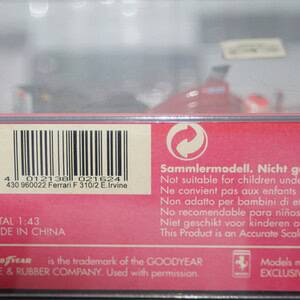 4 012138 021624
430 960022 Ferrari F 310/2 E.Irvine
TAL 1:43
DE IN CHINA
Sammlermodell. Nicht g
Not suitable for children unde
Ne convient pas aux enfants
Non adatto per bambini di e
No recomendable para niños
Niet geschikt voor kinderen o
This Product is an Accurate Scale
YEAR is the trademark of the GOODYEAR
E & RUBBER COMPANY. Used with permission.
Models m
EXCLUSIV